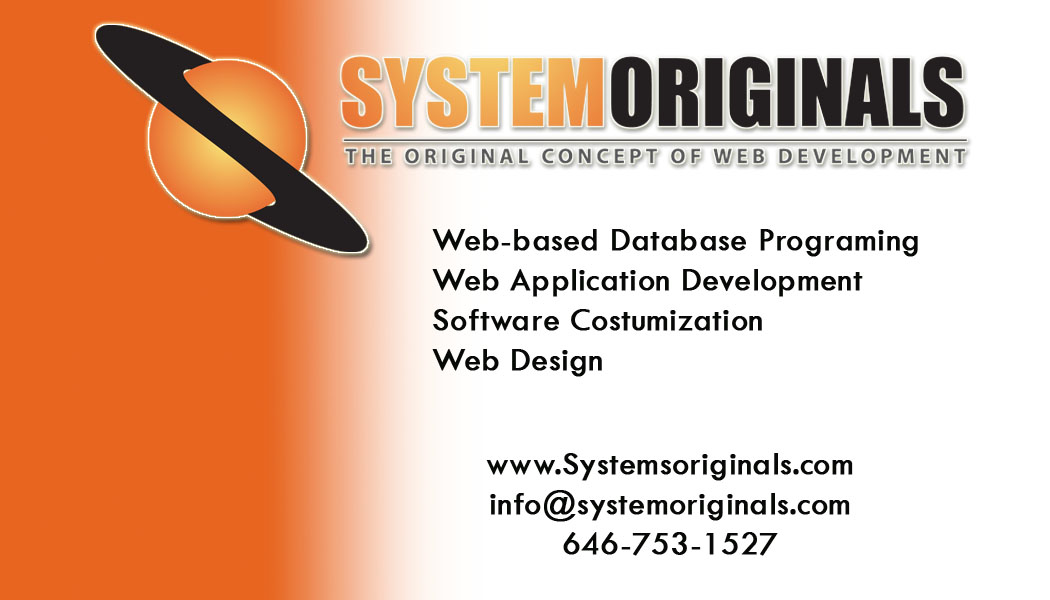 SYSTEMORIGINALS
THE ORIGINAL CONCEPT OF WEB DEVELOPMENT
Web-based Database Programing
Web Application Development
Software Costumization
Web Design
www.Systemsoriginals.com
info@systemoriginals.com
646-753-1527